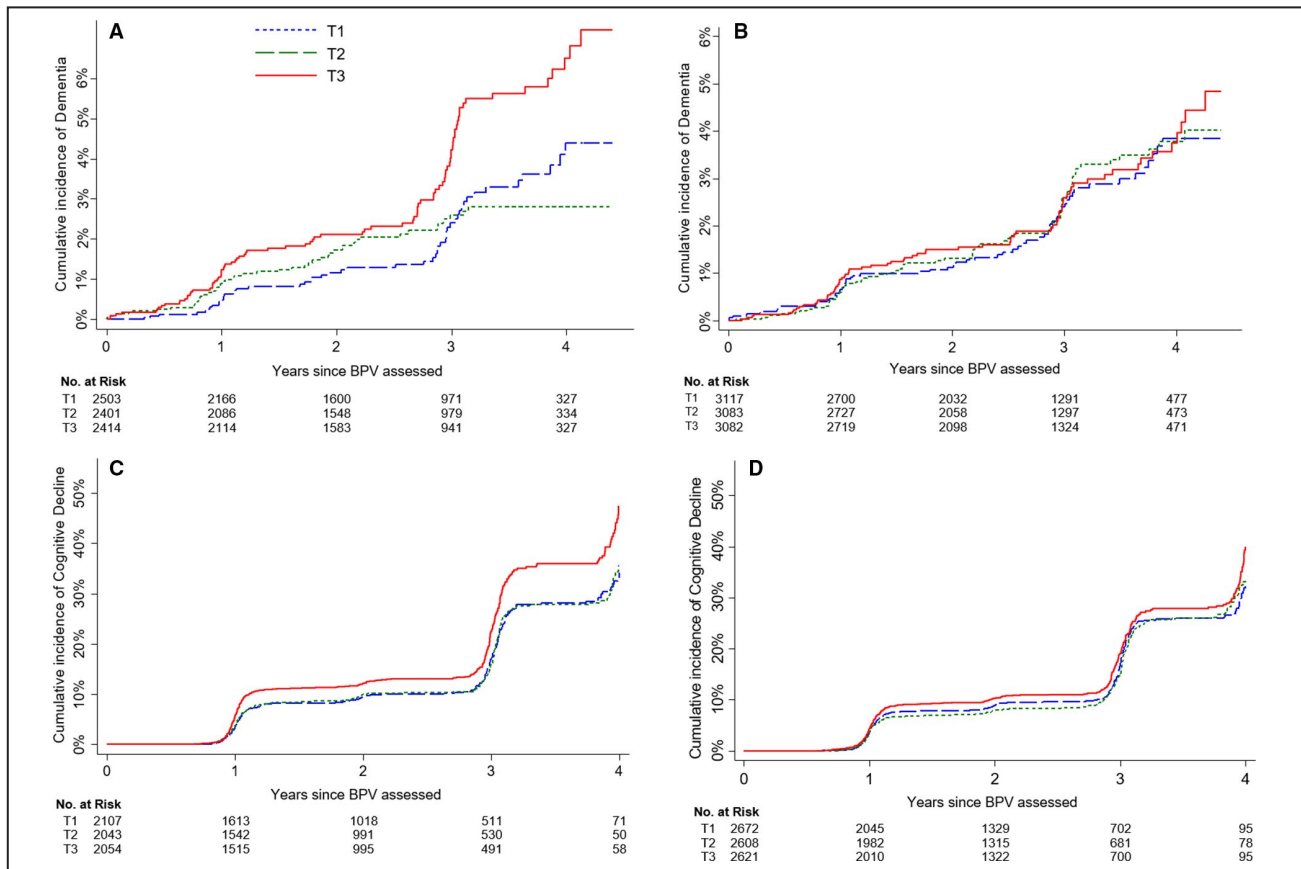 A
T1
T2
T3
Cumulative incidence of Dementia
6%
5%
4%
3%
2%
1%
0%
0 1 2 3 4
Years since BPV assessed
No. at Risk
T1 2503 2166 1600 971 327
T2 2401 2086 1548 979 334
T3 2414 2114 1583 941 327
B
Cumulative incidence of Dementia
6%
5%
4%
3%
2%
1%
0%
0 1 2 3 4
Years since BPV assessed
No. at Risk
T1 3117 2700 2032 1291 477
T2 3083 2727 2058 1297 473
T3 3082 2719 2098 1324 471
C
Cumulative incidence of Cognitive Decline
50%
40%
30%
20%
10%
0%
0 1 2 3 4
Years since BPV assessed
No. at Risk
T1 2107 1613 1018 511 71
T2 2043 1542 991 530 50
T3 2054 1515 995 491 58
D
Cumulative incidence of Cognitive Decline
50%
40%
30%
20%
10%
0%
0 1 2 3 4
Years since BPV assessed
No. at Risk
T1 2672 2045 1329 702 95
T2 2608 1982 1315 681 78
T3 2621 2010 1322 700 95